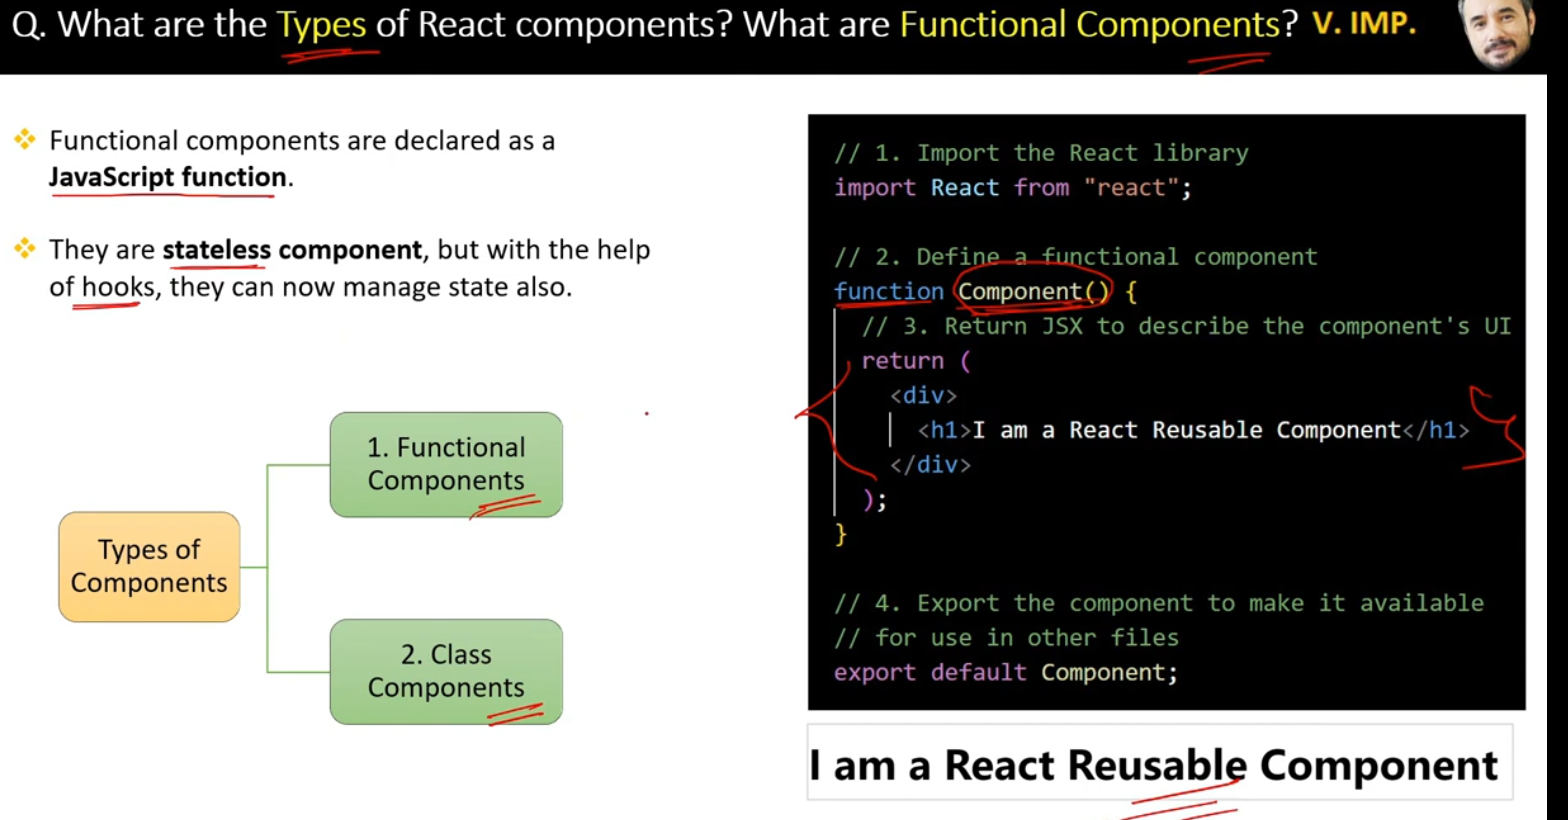 Q. What are the Types of React components? What are Functional Components? V. IMP.
Functional components are declared as a
JavaScript function.
They are stateless component, but with the help
of hooks, they can now manage state also.
Types of
Components
1. Functional
Components
2. Class
Components
// 1. Import the React library
import React from "react";
// 2. Define a functional component
function Component() {
// 3. Return JSX to describe the component's UI
return (
<div>
<h1>I am a React Reusable Component</h1>
</div>
);
}
// 4. Export the component to make it available
// for use in other files
export default Component;
I am a React Reusable Component